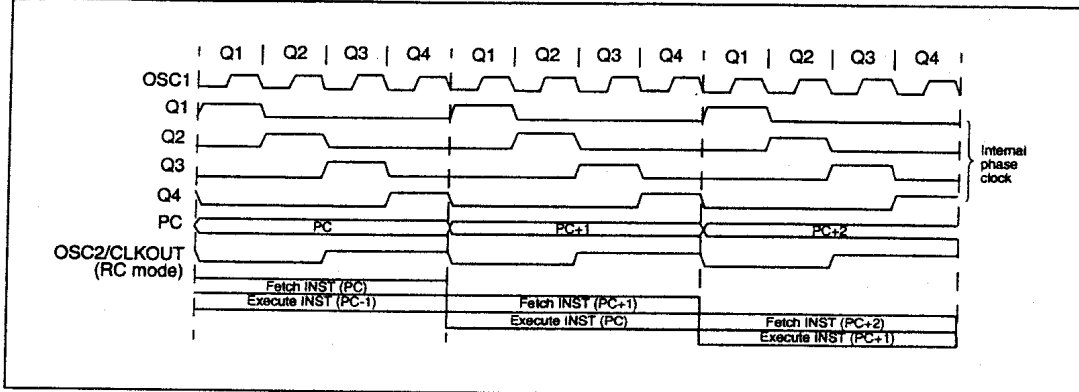 Q1 | Q2 | Q3 | Q4 | Q1 | Q2 | Q3 | Q4 | Q1 | Q2 | Q3 | Q4
OSC1
Q1
Q2
Q3
Q4
Internal
phase
clock
PC
PC
PC+1
PC+2
OSC2/CLKOUT
(RC mode)
Fetch INST (PC)
Execute INST (PC-1)
Fetch INST (PC+1)
Execute INST (PC)
Fetch INST (PC+2)
Execute INST (PC+1)